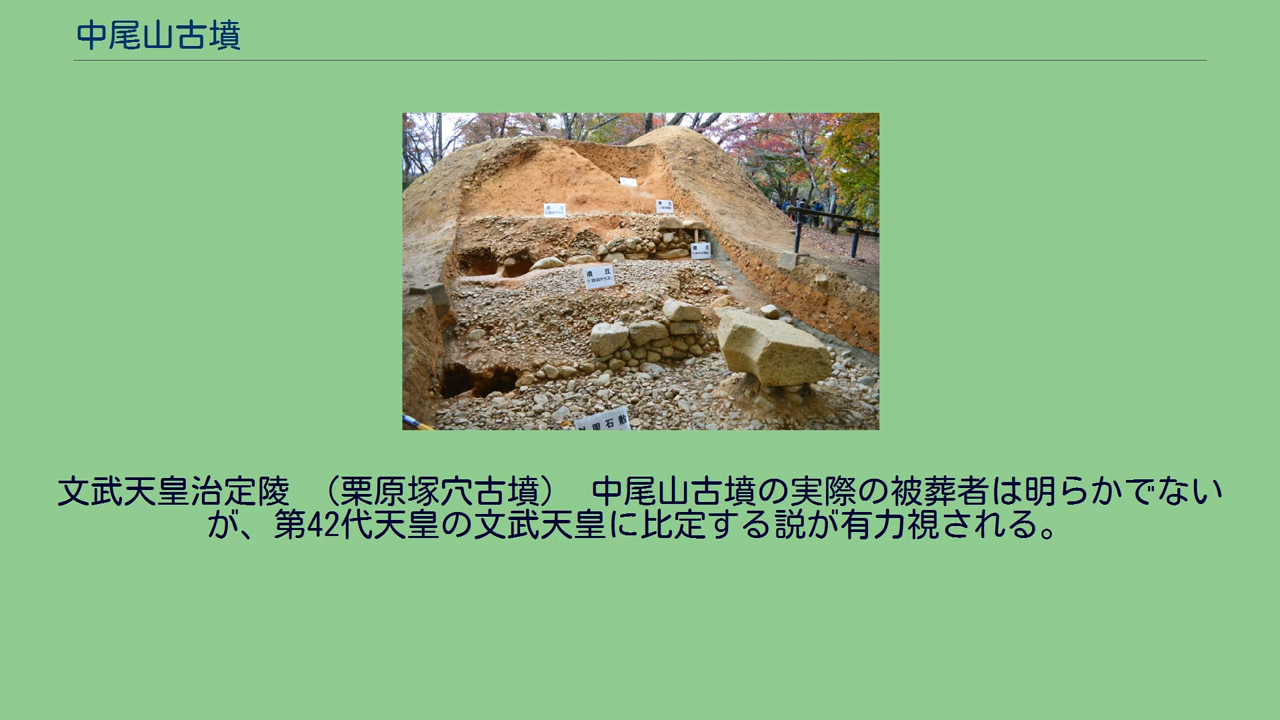 中尾山古墳
墳 丘
文武天皇治定陵 （栗原塚穴古墳） 中尾山古墳の実際の被葬者は明らかでない
が、第42代天皇の文武天皇に比定する説が有力視される。